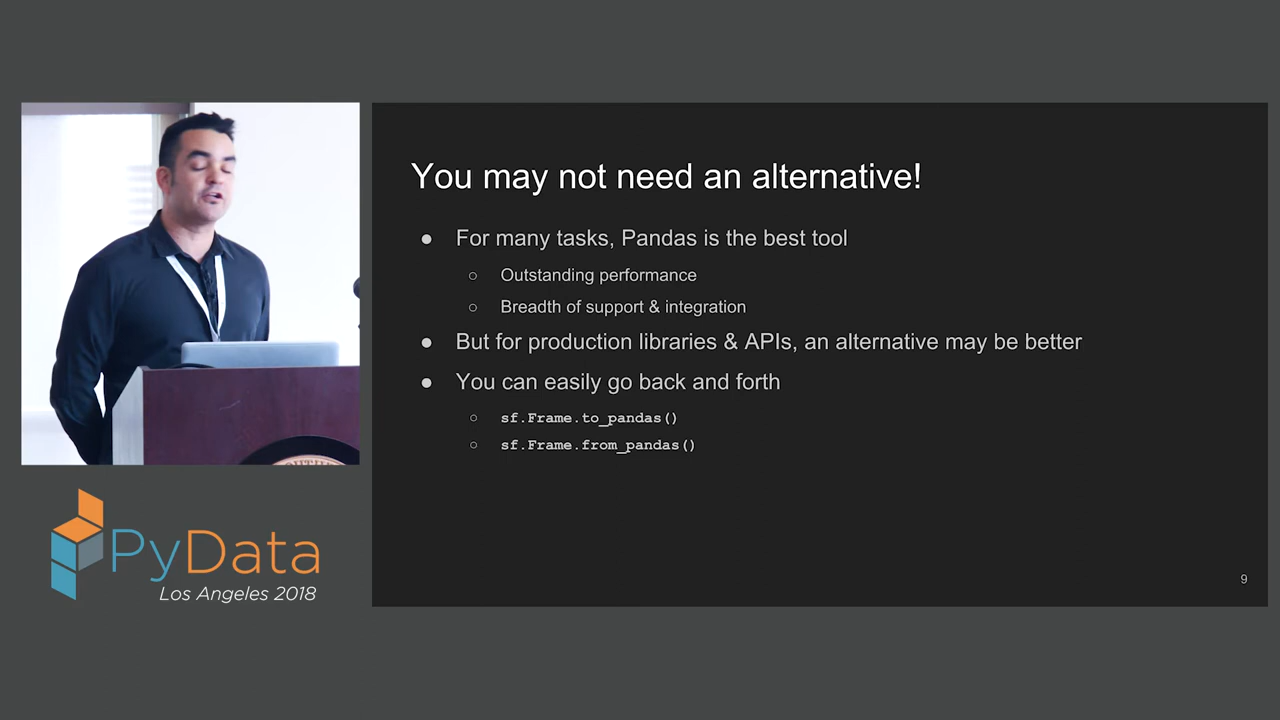 You may not need an alternative!
● For many tasks, Pandas is the best tool
○ Outstanding performance
○ Breadth of support & integration
● But for production libraries & APIs, an alternative may be better
● You can easily go back and forth
○ sf.Frame.to_pandas()
○ sf.Frame.from_pandas()
9
PyData
Los Angeles 2018